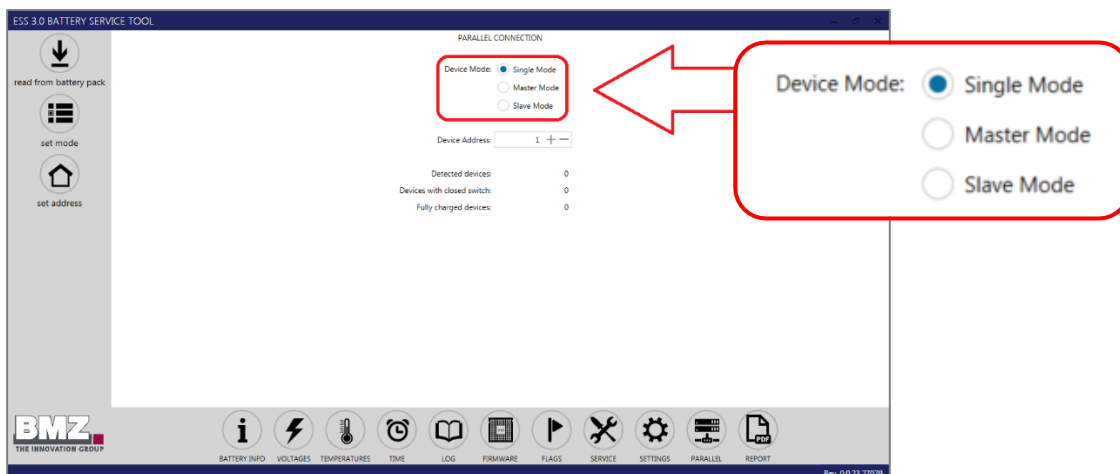 ESS 3.0 BATTERY SERVICE TOOL
PARALLEL CONNECTION
read from battery pack
set mode
set address
Device Mode: Single Mode
Master Mode
Slave Mode
Device Address: 1
Detected devices: 0
Devices with closed switch: 0
Fully charged devices: 0
Device Mode: Single Mode
Master Mode
Slave Mode
BMZ
THE INNOVATION GROUP
BATTERY INFO VOLTAGES TEMPERATURES TIME LOG FIRMWARE FLAGS SERVICE SETTINGS PARALLEL PDF REPORT